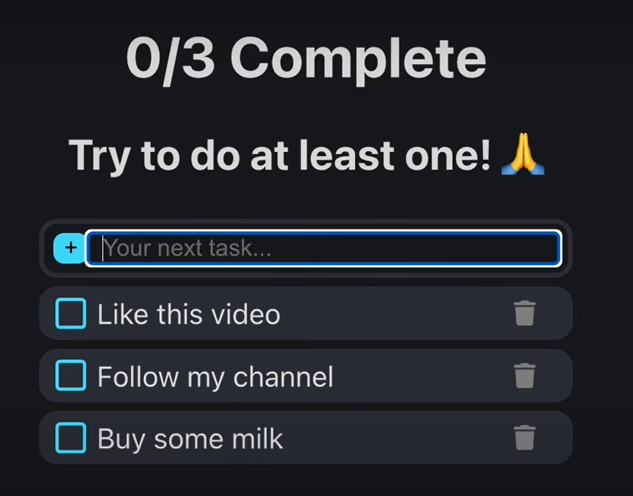 0/3 Complete
Try to do at least one! 🙏
+ Your next task...
Like this video
Follow my channel
Buy some milk